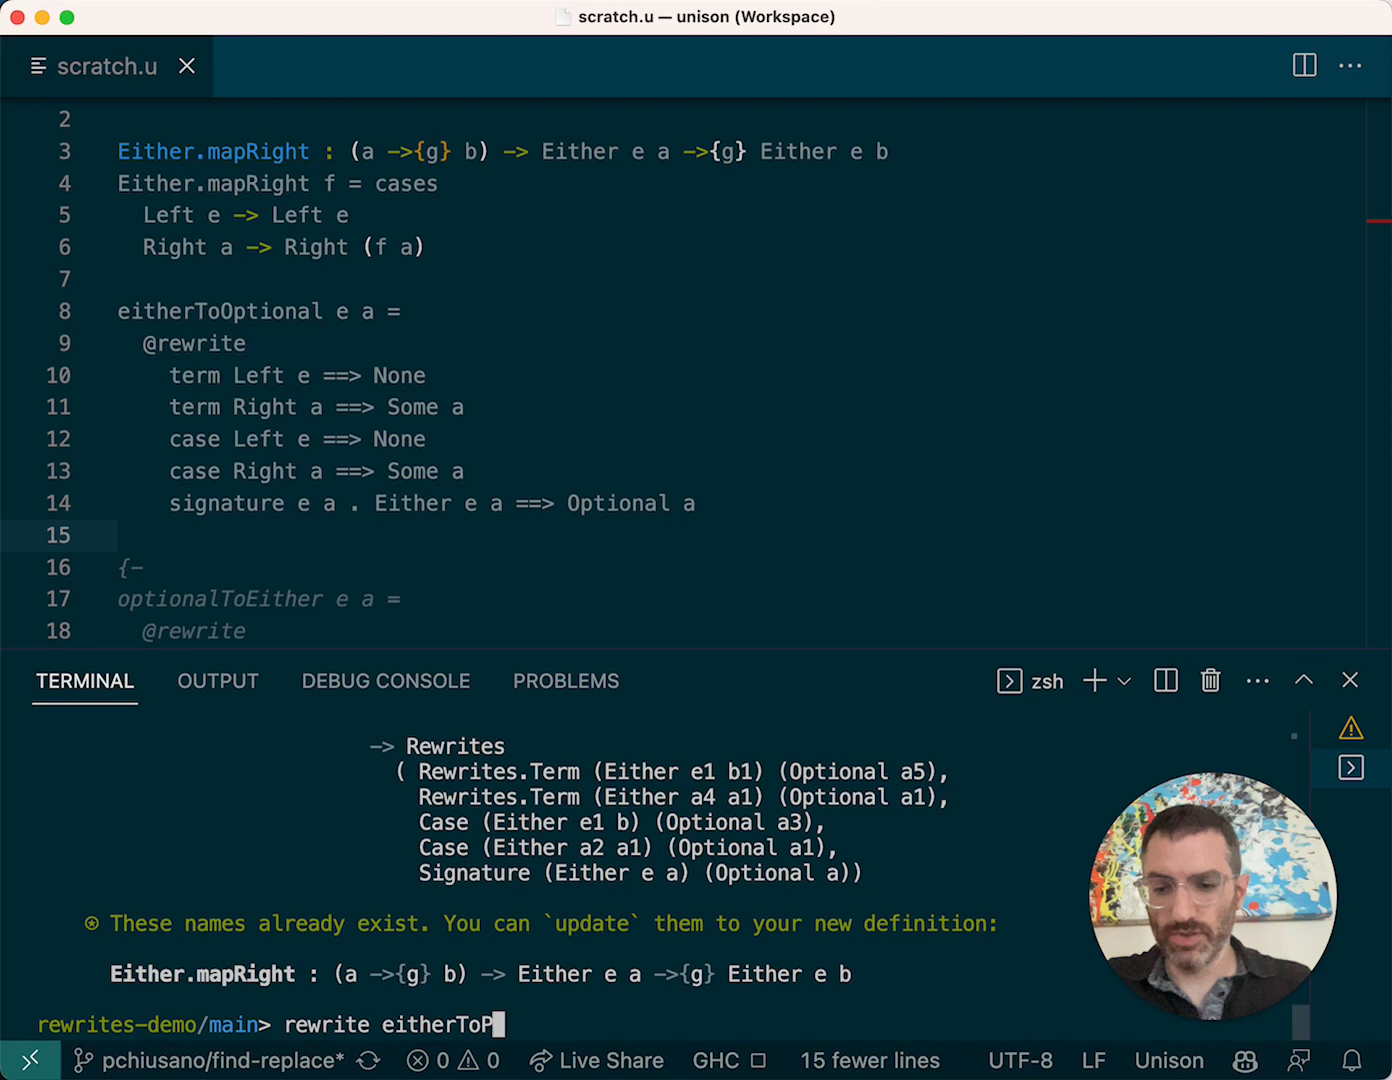 scratch.u — unison (Workspace)
scratch.u
2
3 Either.mapRight : (a ->{g} b) -> Either e a ->{g} Either e b
4 Either.mapRight f = cases
5 Left e -> Left e
6 Right a -> Right (f a)
7
8 eitherToOptional e a =
9 @rewrite
10 term Left e ==> None
11 term Right a ==> Some a
12 case Left e ==> None
13 case Right a ==> Some a
14 signature e a . Either e a ==> Optional a
15
16 {-
17 optionalToEither e a =
18 @rewrite
TERMINAL OUTPUT DEBUG CONSOLE PROBLEMS zsh
-> Rewrites
( Rewrites.Term (Either e1 b1) (Optional a5),
Rewrites.Term (Either a4 a1) (Optional a1),
Case (Either e1 b) (Optional a3),
Case (Either a2 a1) (Optional a1),
Signature (Either e a) (Optional a))
⊛ These names already exist. You can `update` them to your new definition:
Either.mapRight : (a ->{g} b) -> Either e a ->{g} Either e b
rewrites-demo/main> rewrite eitherToP
pchiusano/find-replace* 0 0 Live Share GHC 15 fewer lines UTF-8 LF Unison